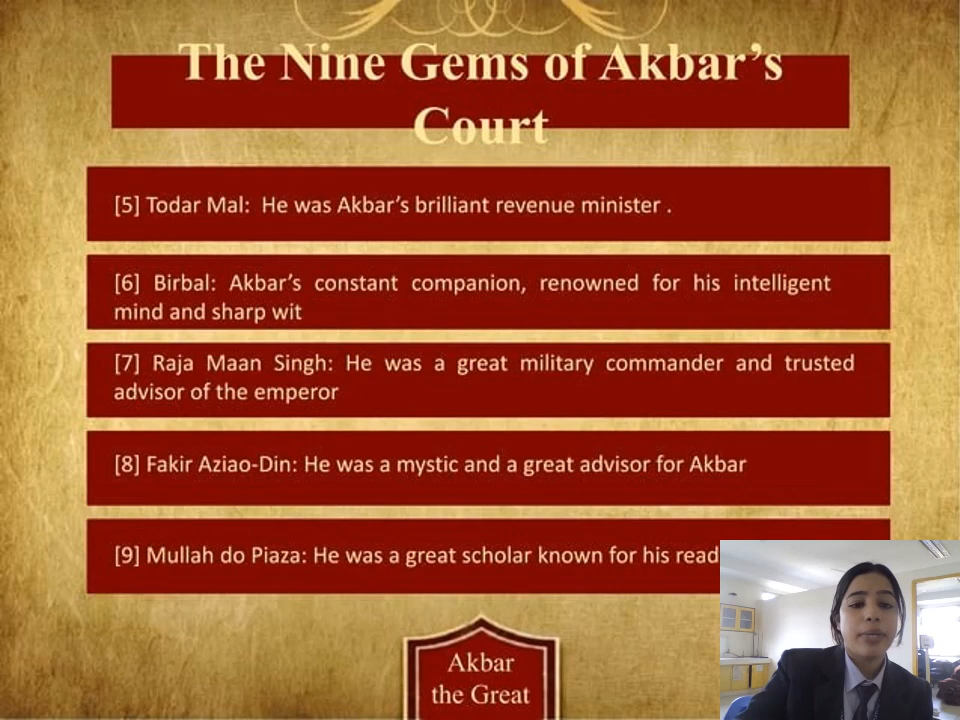 The Nine Gems of Akbar’s
Court
[5] Todar Mal:  He was Akbar’s brilliant revenue minister .
[6] Birbal: Akbar’s constant companion, renowned for his intelligent
mind and sharp wit
[7] Raja Maan Singh: He was a great military commander and trusted
advisor of the emperor
[8] Fakir Aziao-Din: He was a mystic and a great advisor for Akbar
[9] Mullah do Piaza: He was a great scholar known for his read
Akbar
the Great